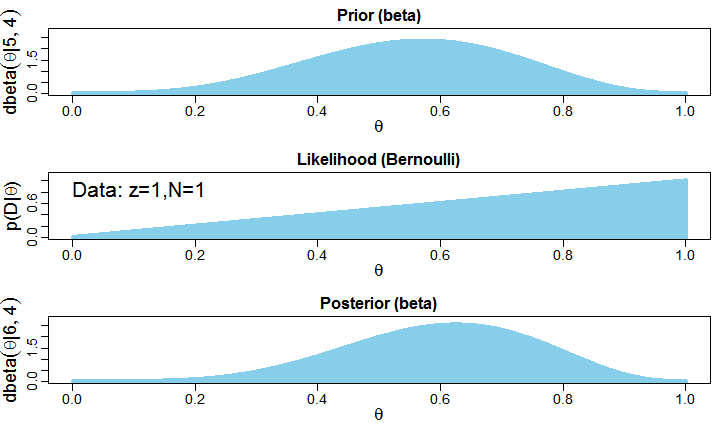 Prior (beta)
dbeta(θ|5, 4)
0.0 1.5
0.0 0.2 0.4 0.6 0.8 1.0
θ
Likelihood (Bernoulli)
Data: z=1,N=1
p(D|θ)
0.0 0.6
0.0 0.2 0.4 0.6 0.8 1.0
θ
Posterior (beta)
dbeta(θ|6, 4)
0.0 1.5
0.0 0.2 0.4 0.6 0.8 1.0
θ